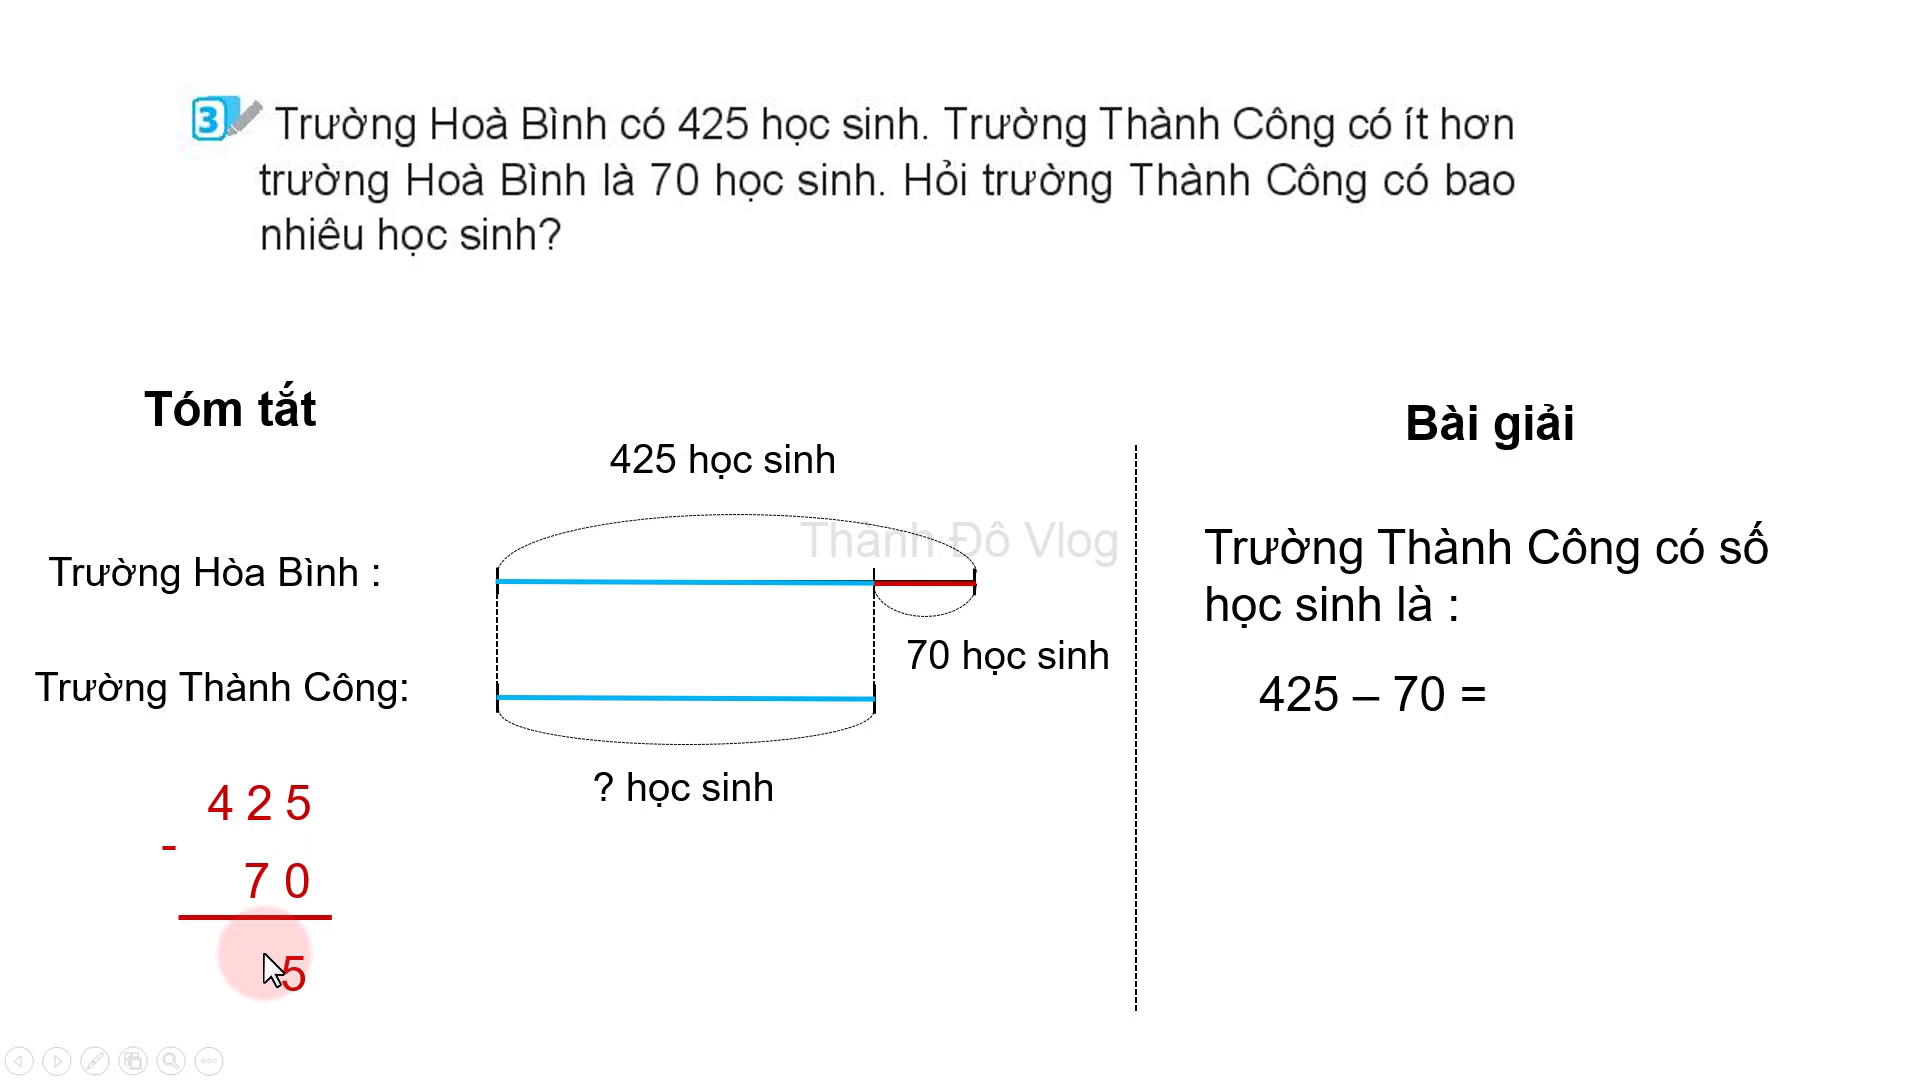 3 Trường Hoà Bình có 425 học sinh. Trường Thành Công có ít hơn
trường Hoà Bình là 70 học sinh. Hỏi trường Thành Công có bao
nhiêu học sinh?
Tóm tắt
425 học sinh
Thành Đô Vlog
Trường Hòa Bình :
70 học sinh
Trường Thành Công:
? học sinh
4 2 5
-
7 0
5
Bài giải
Trường Thành Công có số
học sinh là :
425 – 70 =